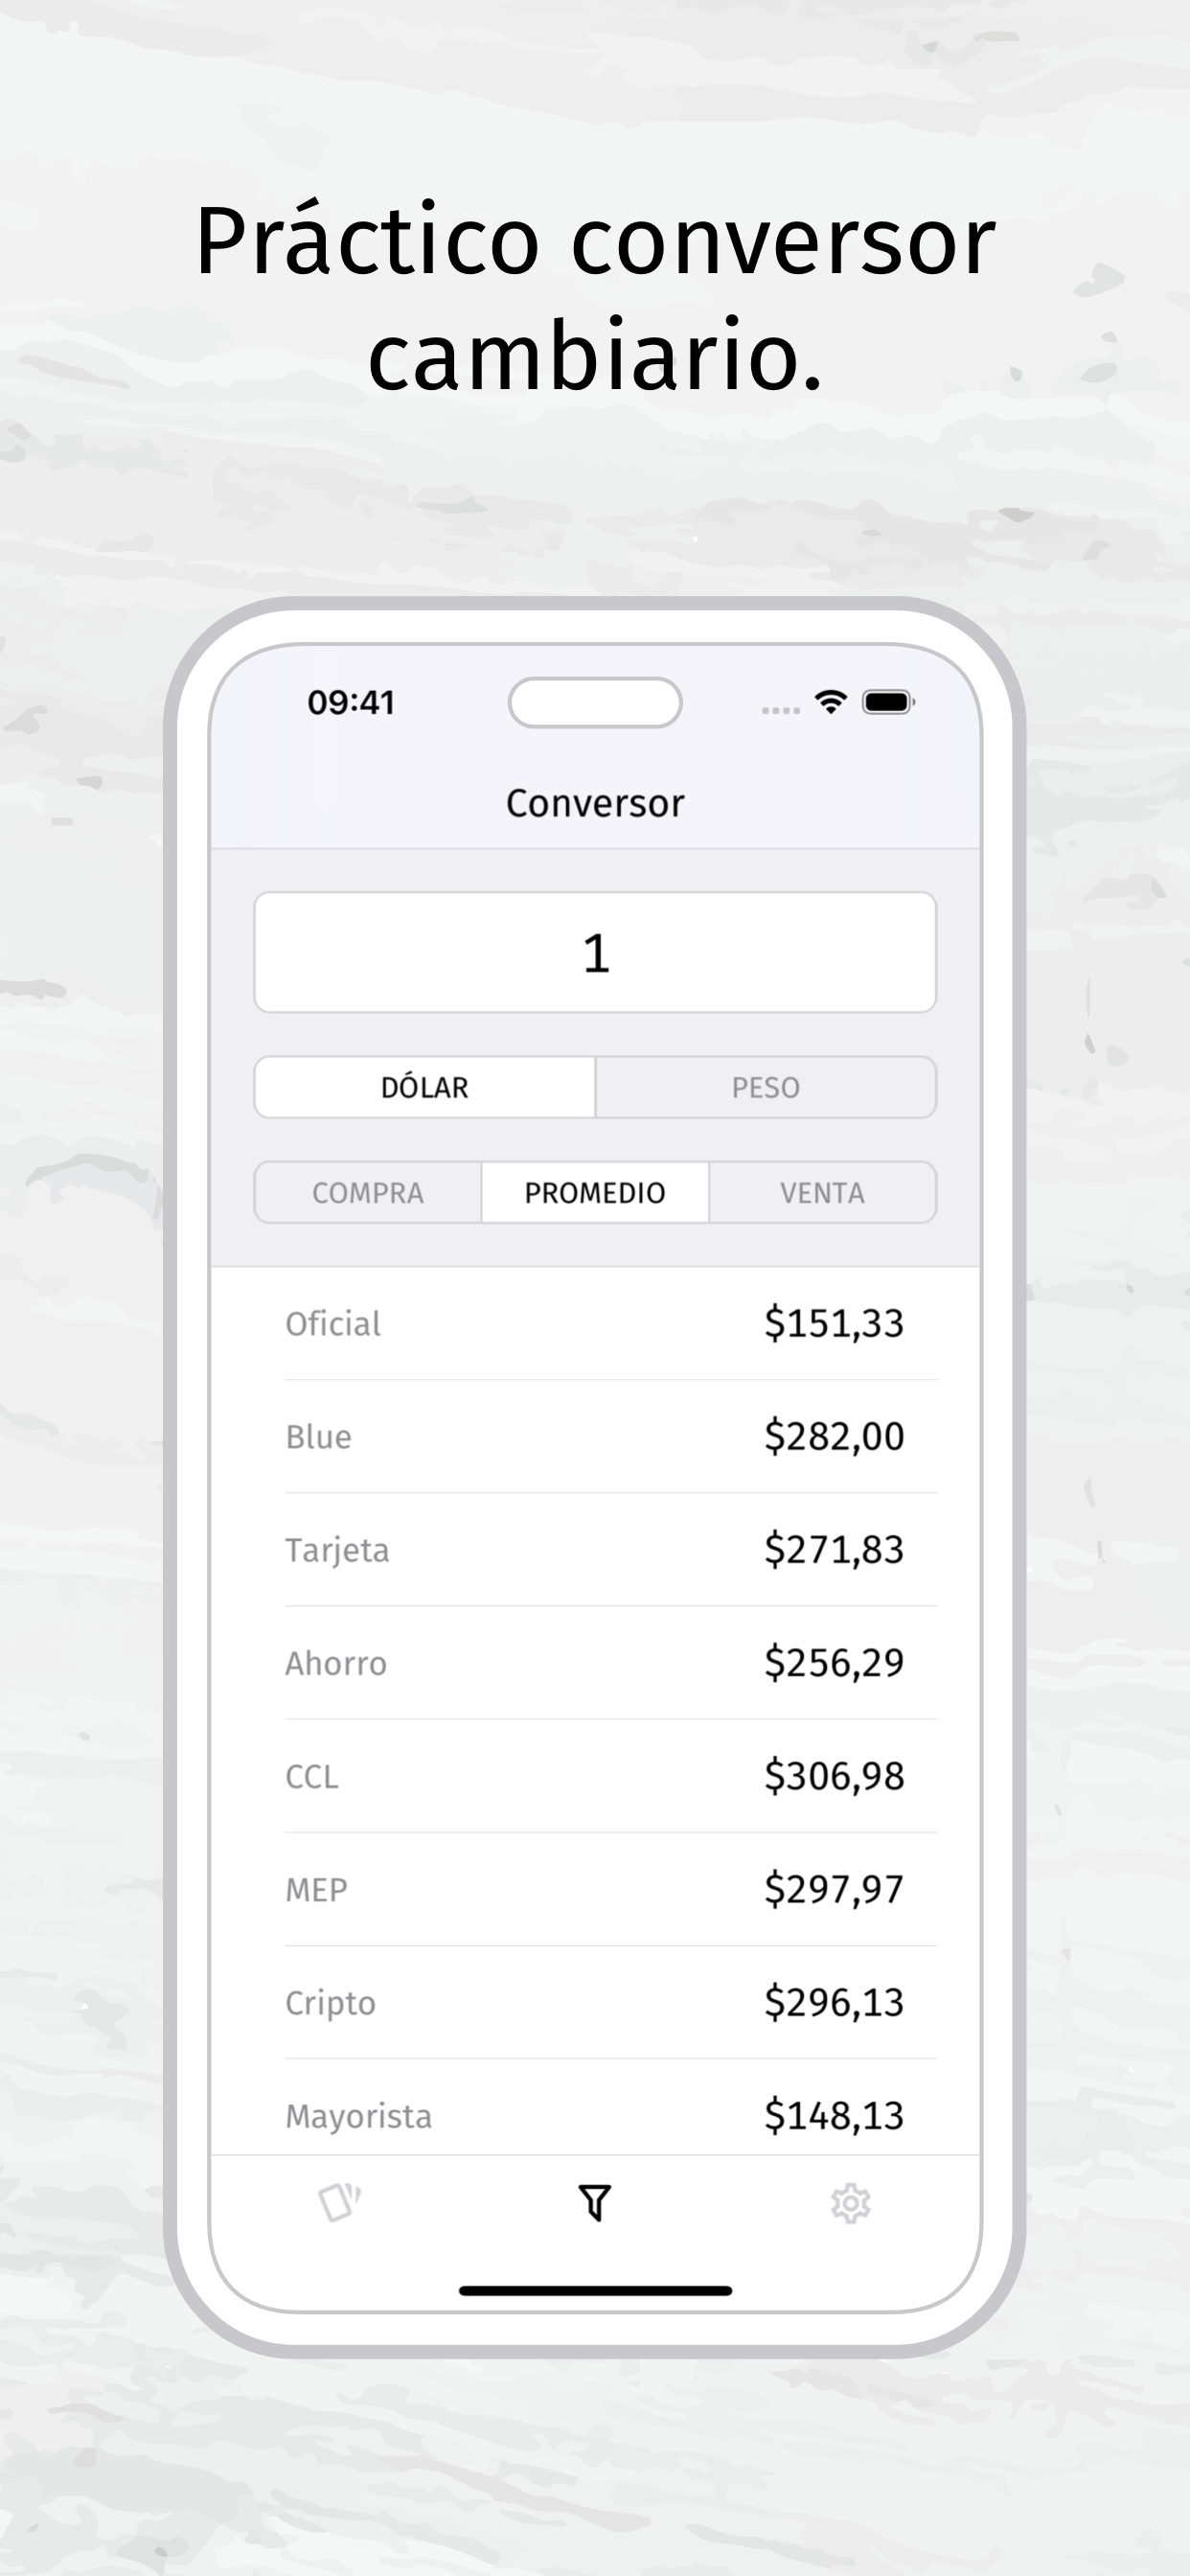 Práctico conversor
cambiario.
09:41
Conversor
1
DÓLAR PESO
COMPRA PROMEDIO VENTA
Oficial $151,33
Blue $282,00
Tarjeta $271,83
Ahorro $256,29
CCL $306,98
MEP $297,97
Cripto $296,13
Mayorista $148,13